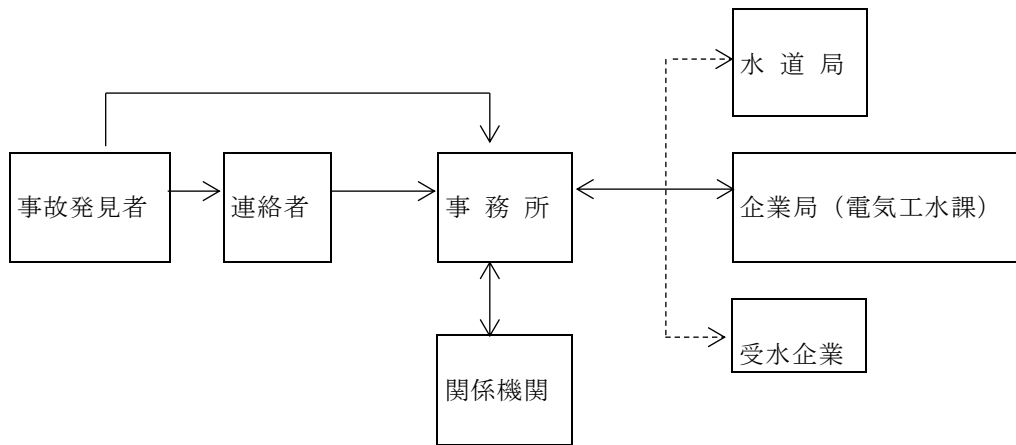 水 道 局
事故発見者
連絡者
事 務 所
企業局（電気工水課）
受水企業
関係機関